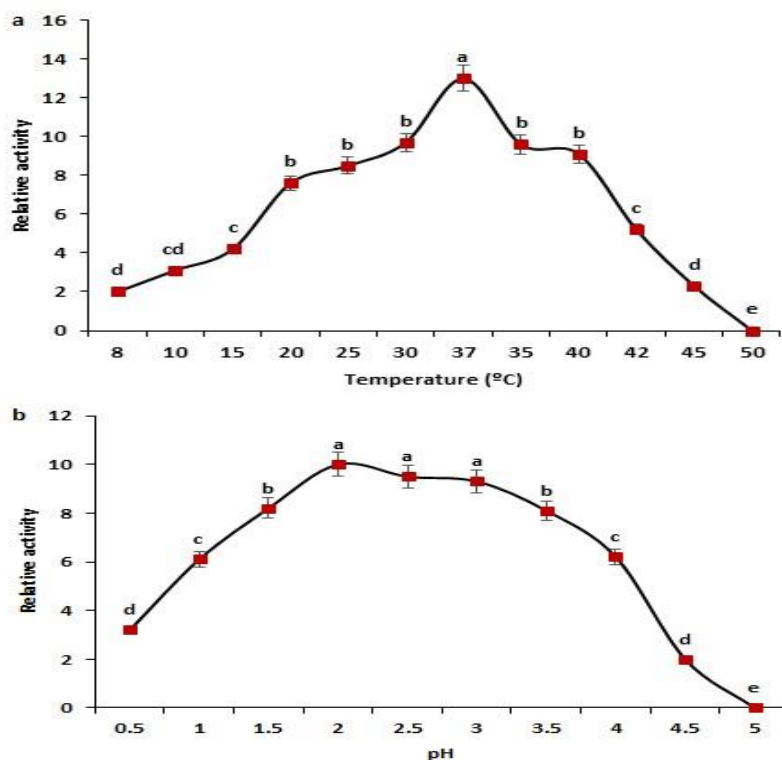 a
16
14
12
10
8
6
4
2
0
Relative activity
d cd c b b b a b b c d e
8 10 15 20 25 30 37 35 40 42 45 50
Temperature (ºC)
b
12
10
8
6
4
2
0
Relative activity
d c b a a a b c d e
0.5 1 1.5 2 2.5 3 3.5 4 4.5 5
pH